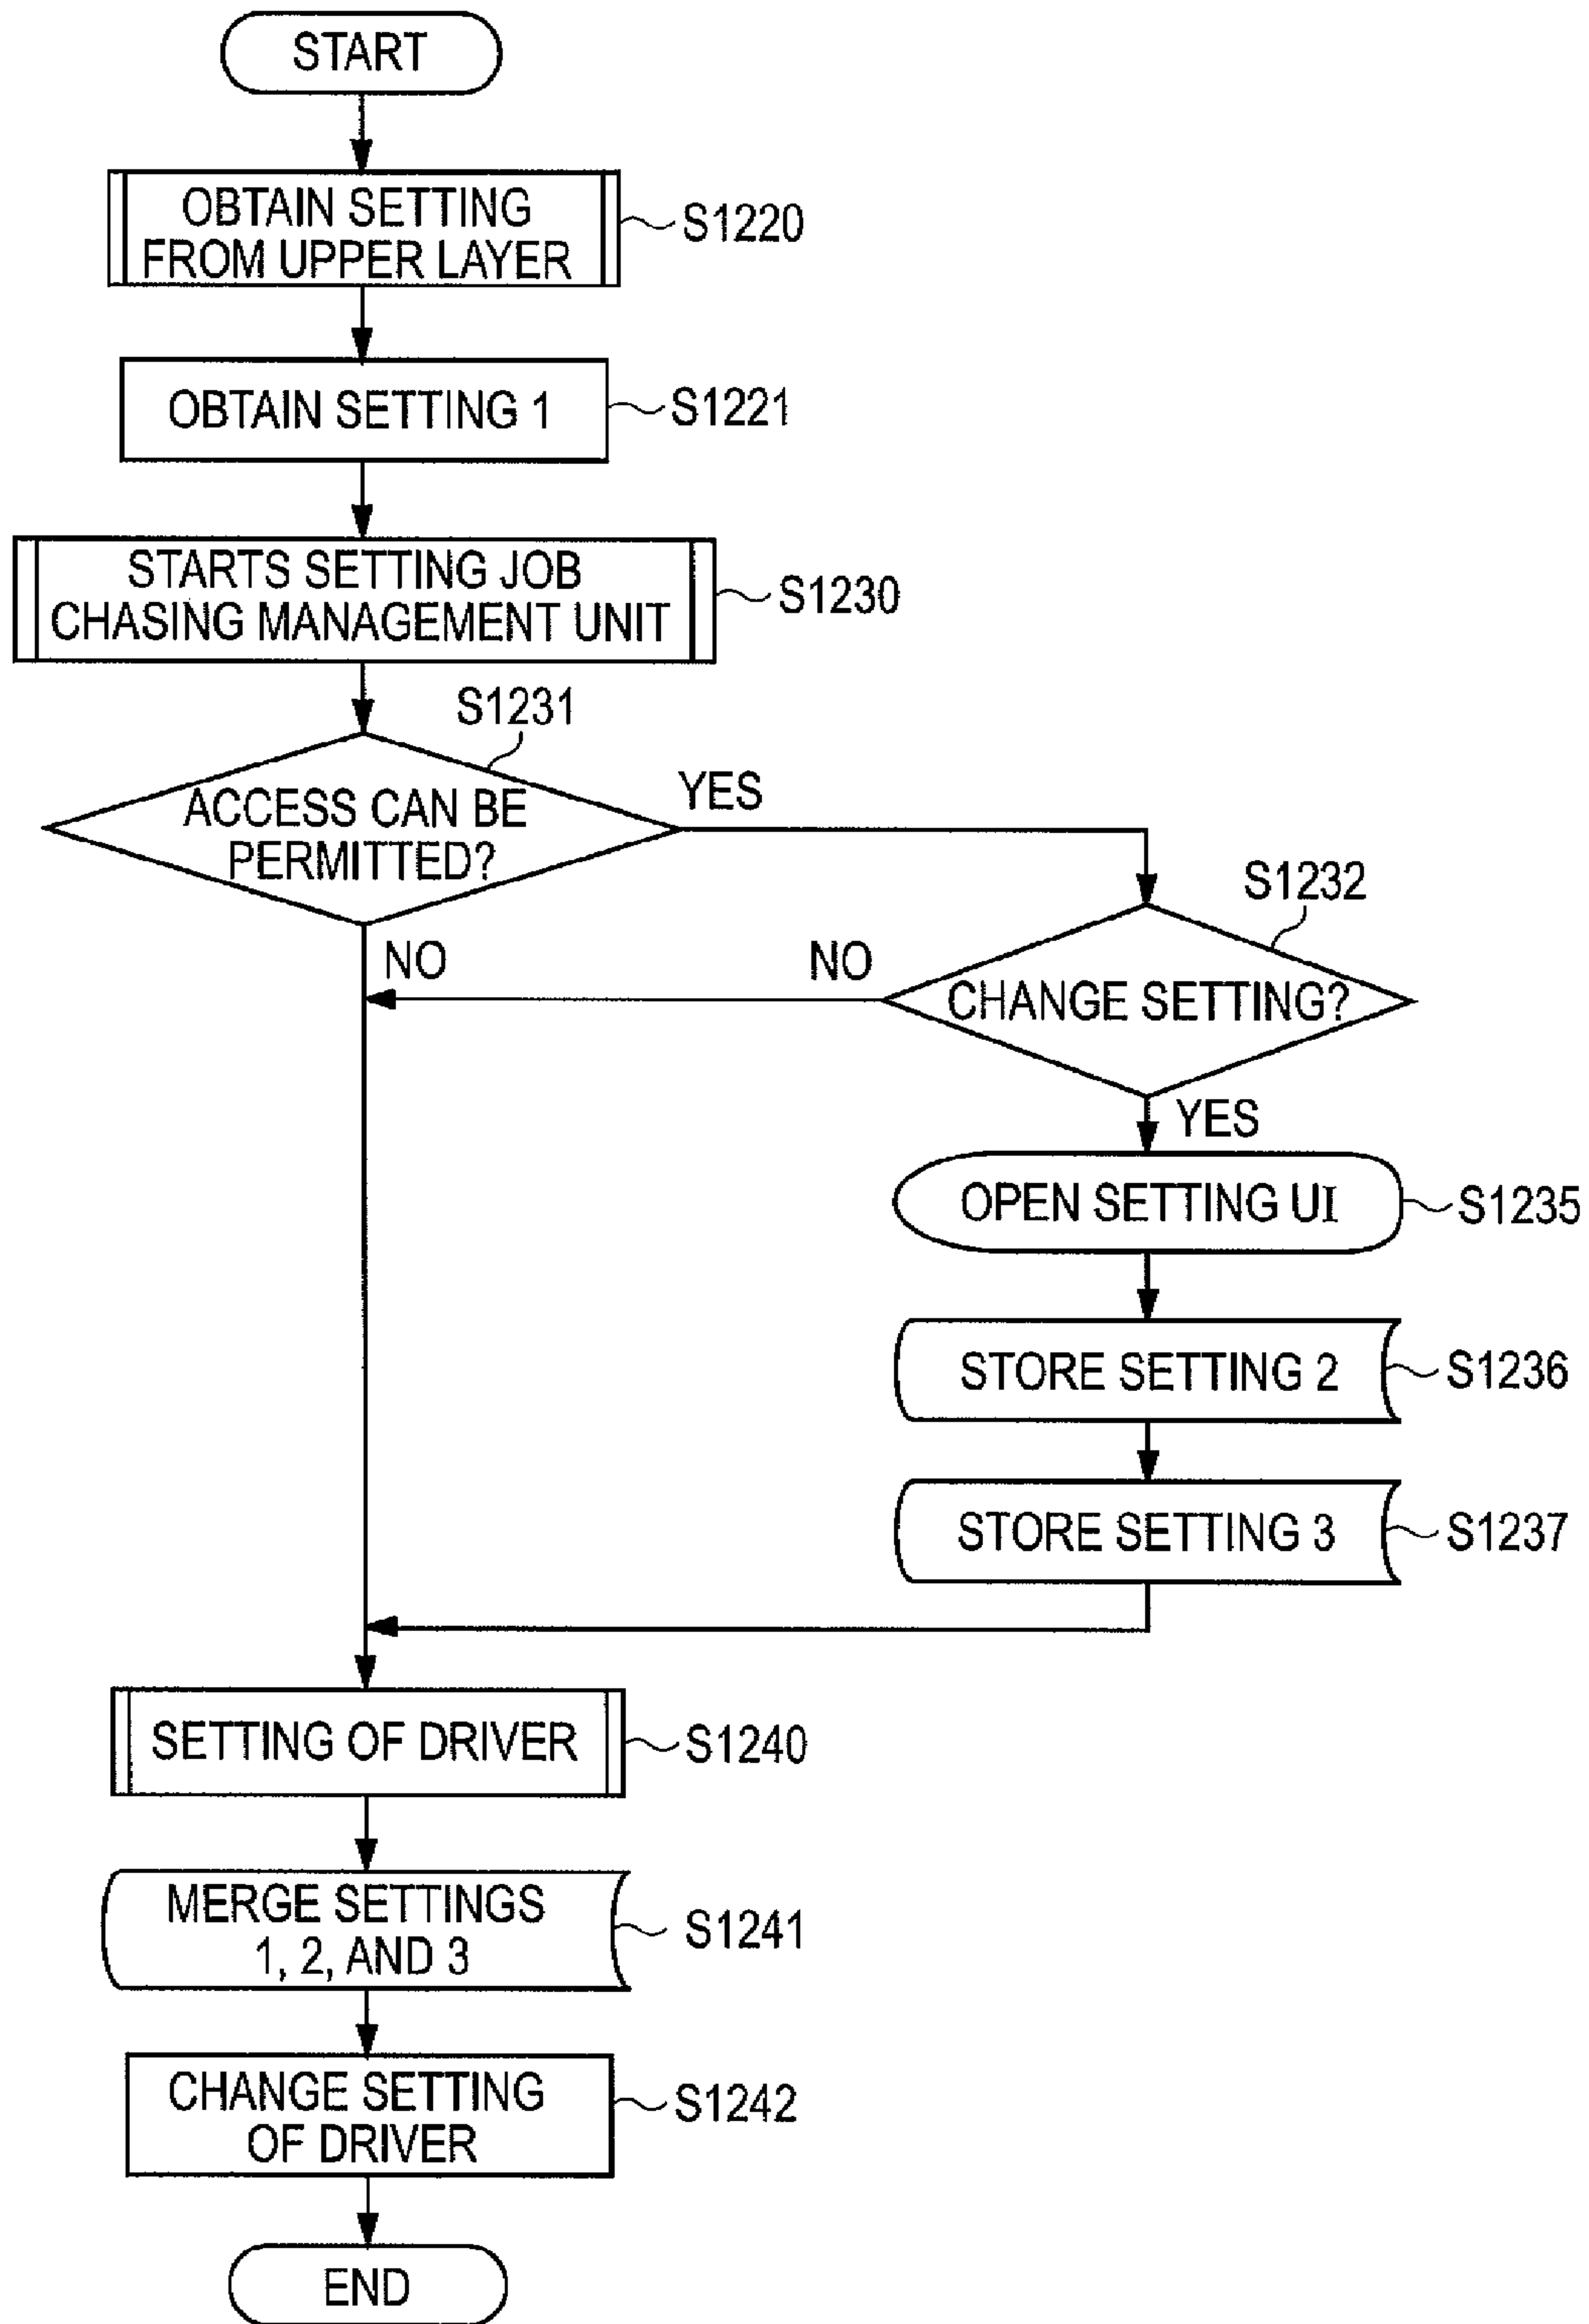 START
OBTAIN SETTING
FROM UPPER LAYER
S1220
OBTAIN SETTING 1
S1221
STARTS SETTING JOB
CHASING MANAGEMENT UNIT
S1230
S1231
ACCESS CAN BE
PERMITTED?
YES
NO
S1232
CHANGE SETTING?
NO
YES
OPEN SETTING UI
S1235
STORE SETTING 2
S1236
STORE SETTING 3
S1237
SETTING OF DRIVER
S1240
MERGE SETTINGS
1, 2, AND 3
S1241
CHANGE SETTING
OF DRIVER
S1242
END